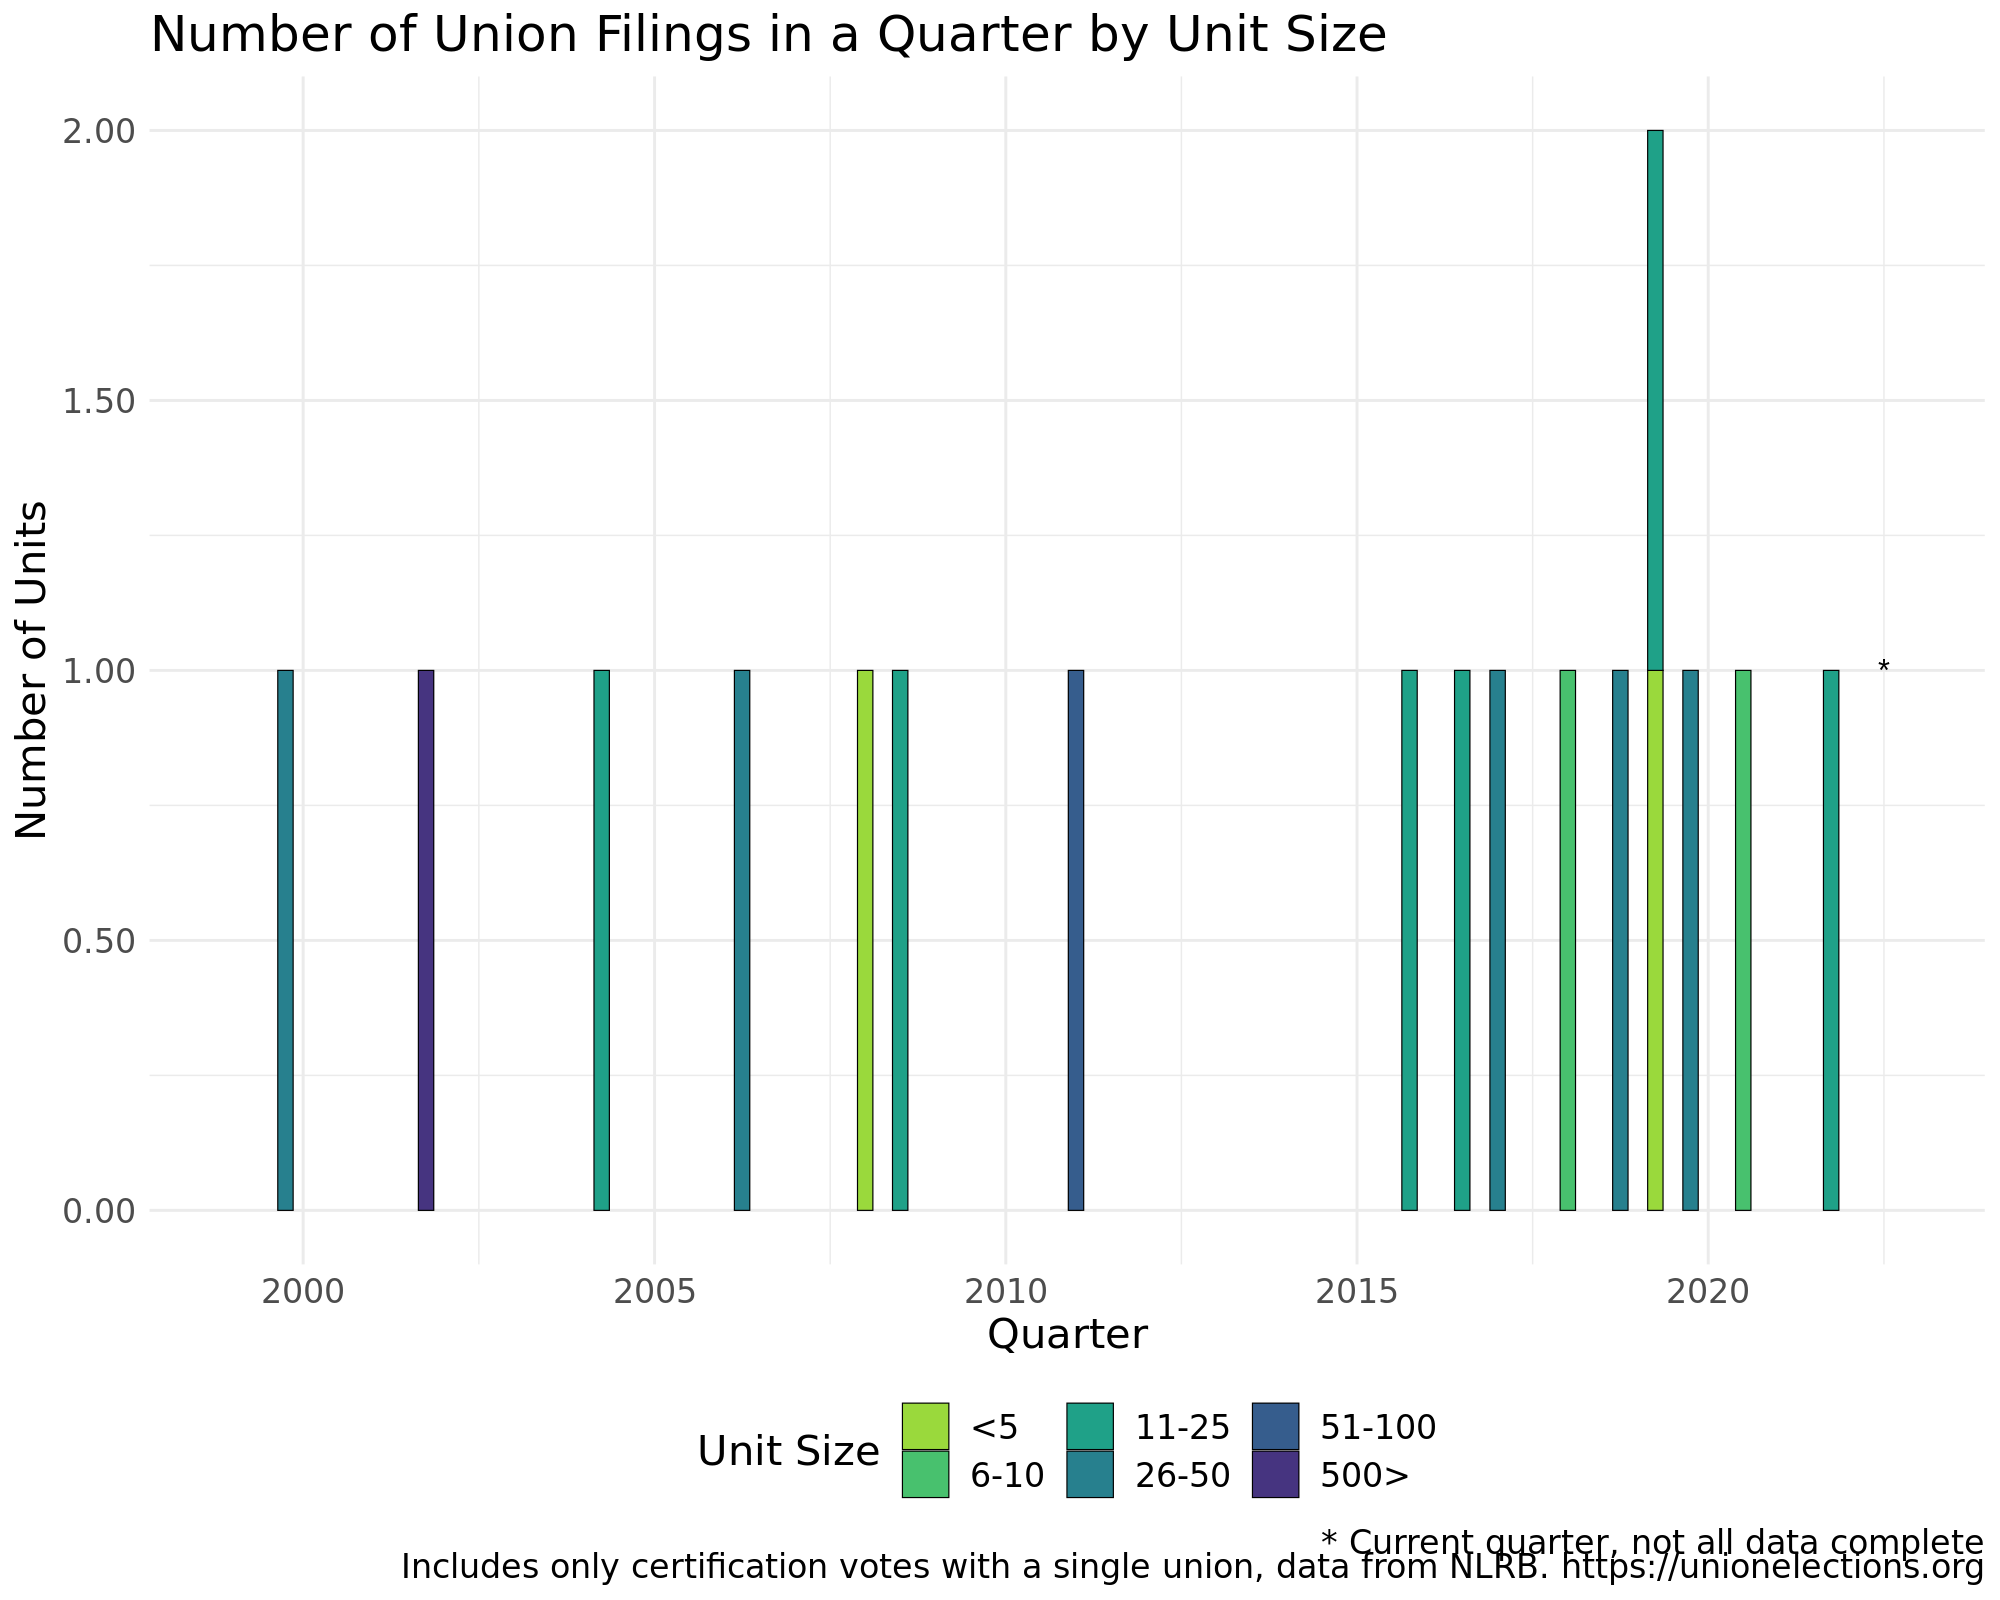 Number of Union Filings in a Quarter by Unit Size
2.00
1.50
1.00
0.50
0.00
Number of Units
*
2000 2005 2010 2015 2020
Quarter
Unit Size
<5 11-25 51-100
6-10 26-50 500>
* Current quarter, not all data complete
Includes only certification votes with a single union, data from NLRB. https://unionelections.org